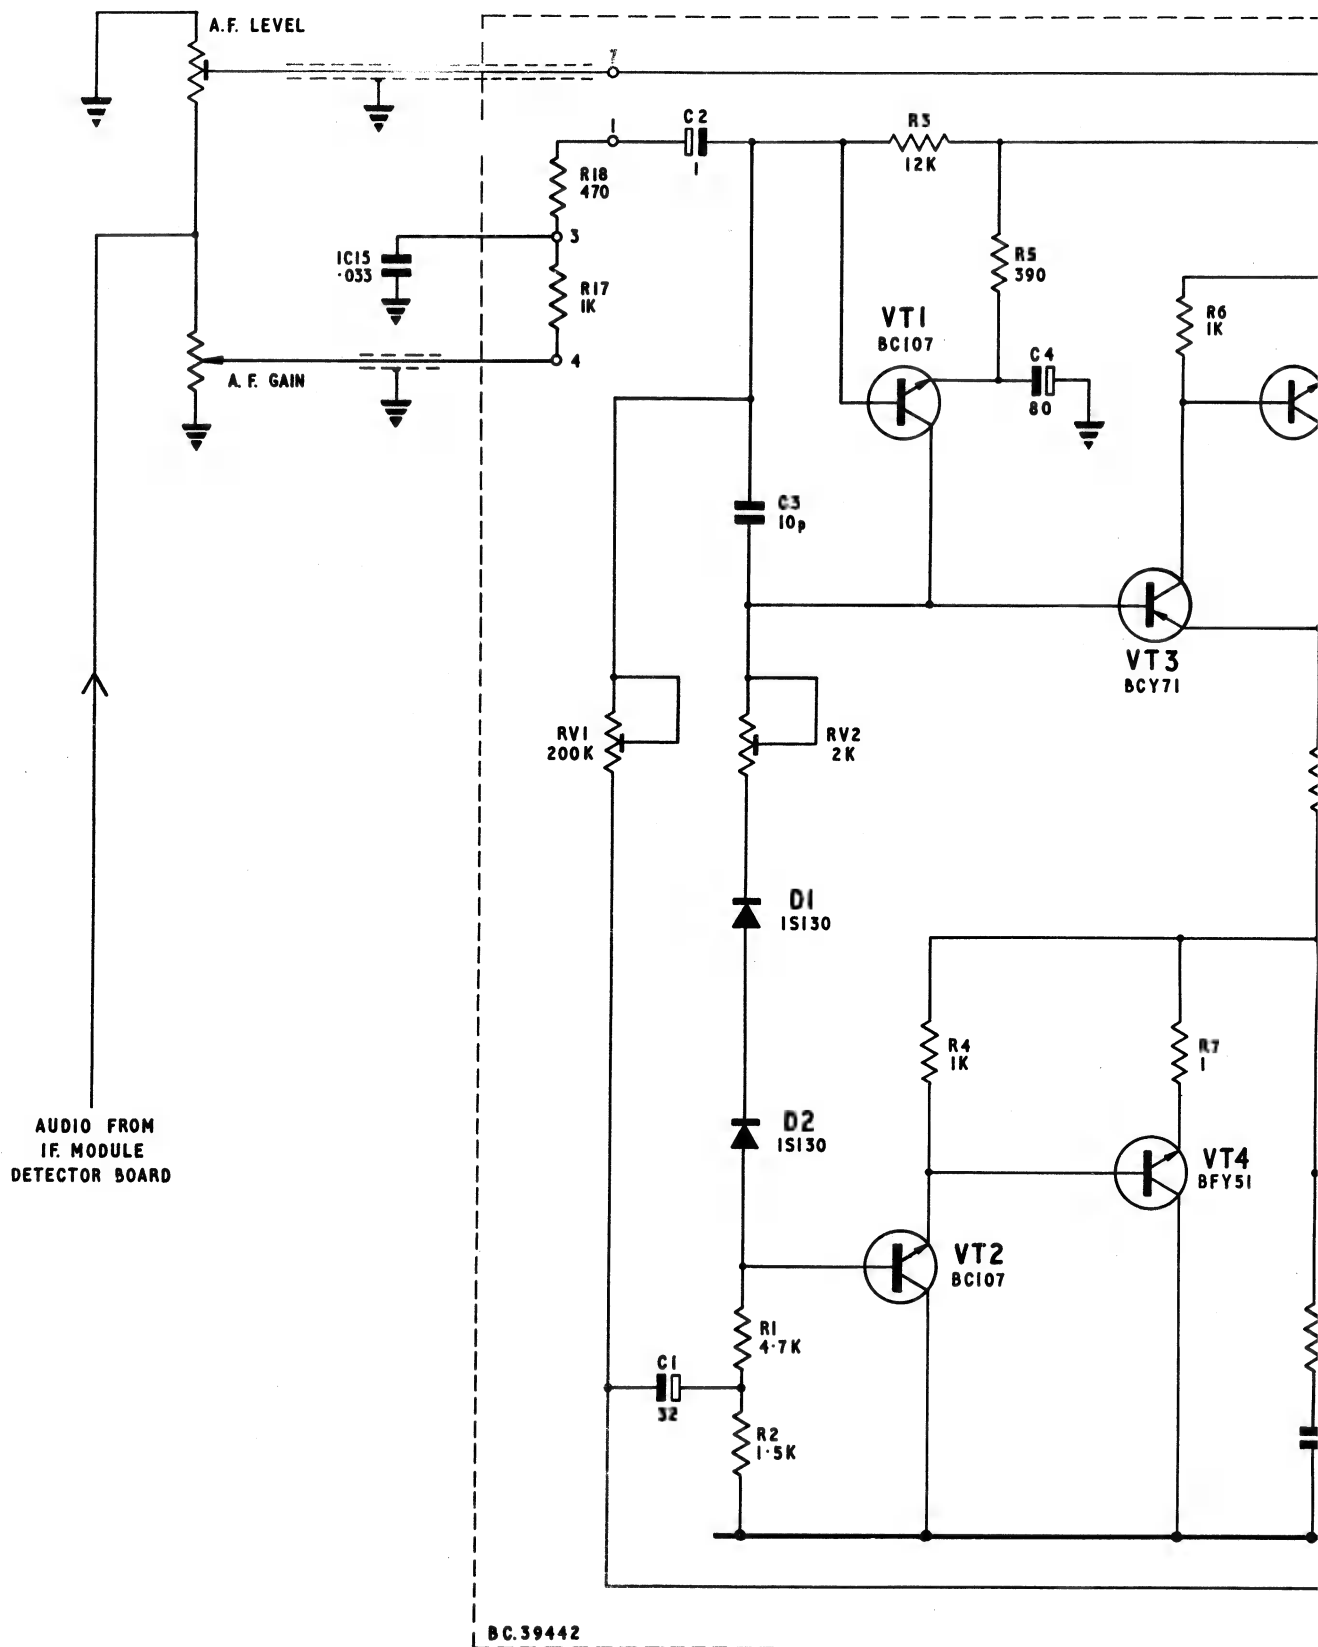 A.F. LEVEL
7
1
C2
1
R3
12K
R18
470
3
1C15
·033
R17
1K
4
A.F. GAIN
R5
390
VT1
BC107
C4
80
R6
1K
C3
10p
VT3
BCY71
RV1
200K
RV2
2K
D1
1S130
R4
1K
R7
1
D2
1S130
AUDIO FROM
I.F. MODULE
DETECTOR BOARD
VT4
BFY51
VT2
BC107
R1
4·7K
C1
32
R2
1·5K
BC.39442